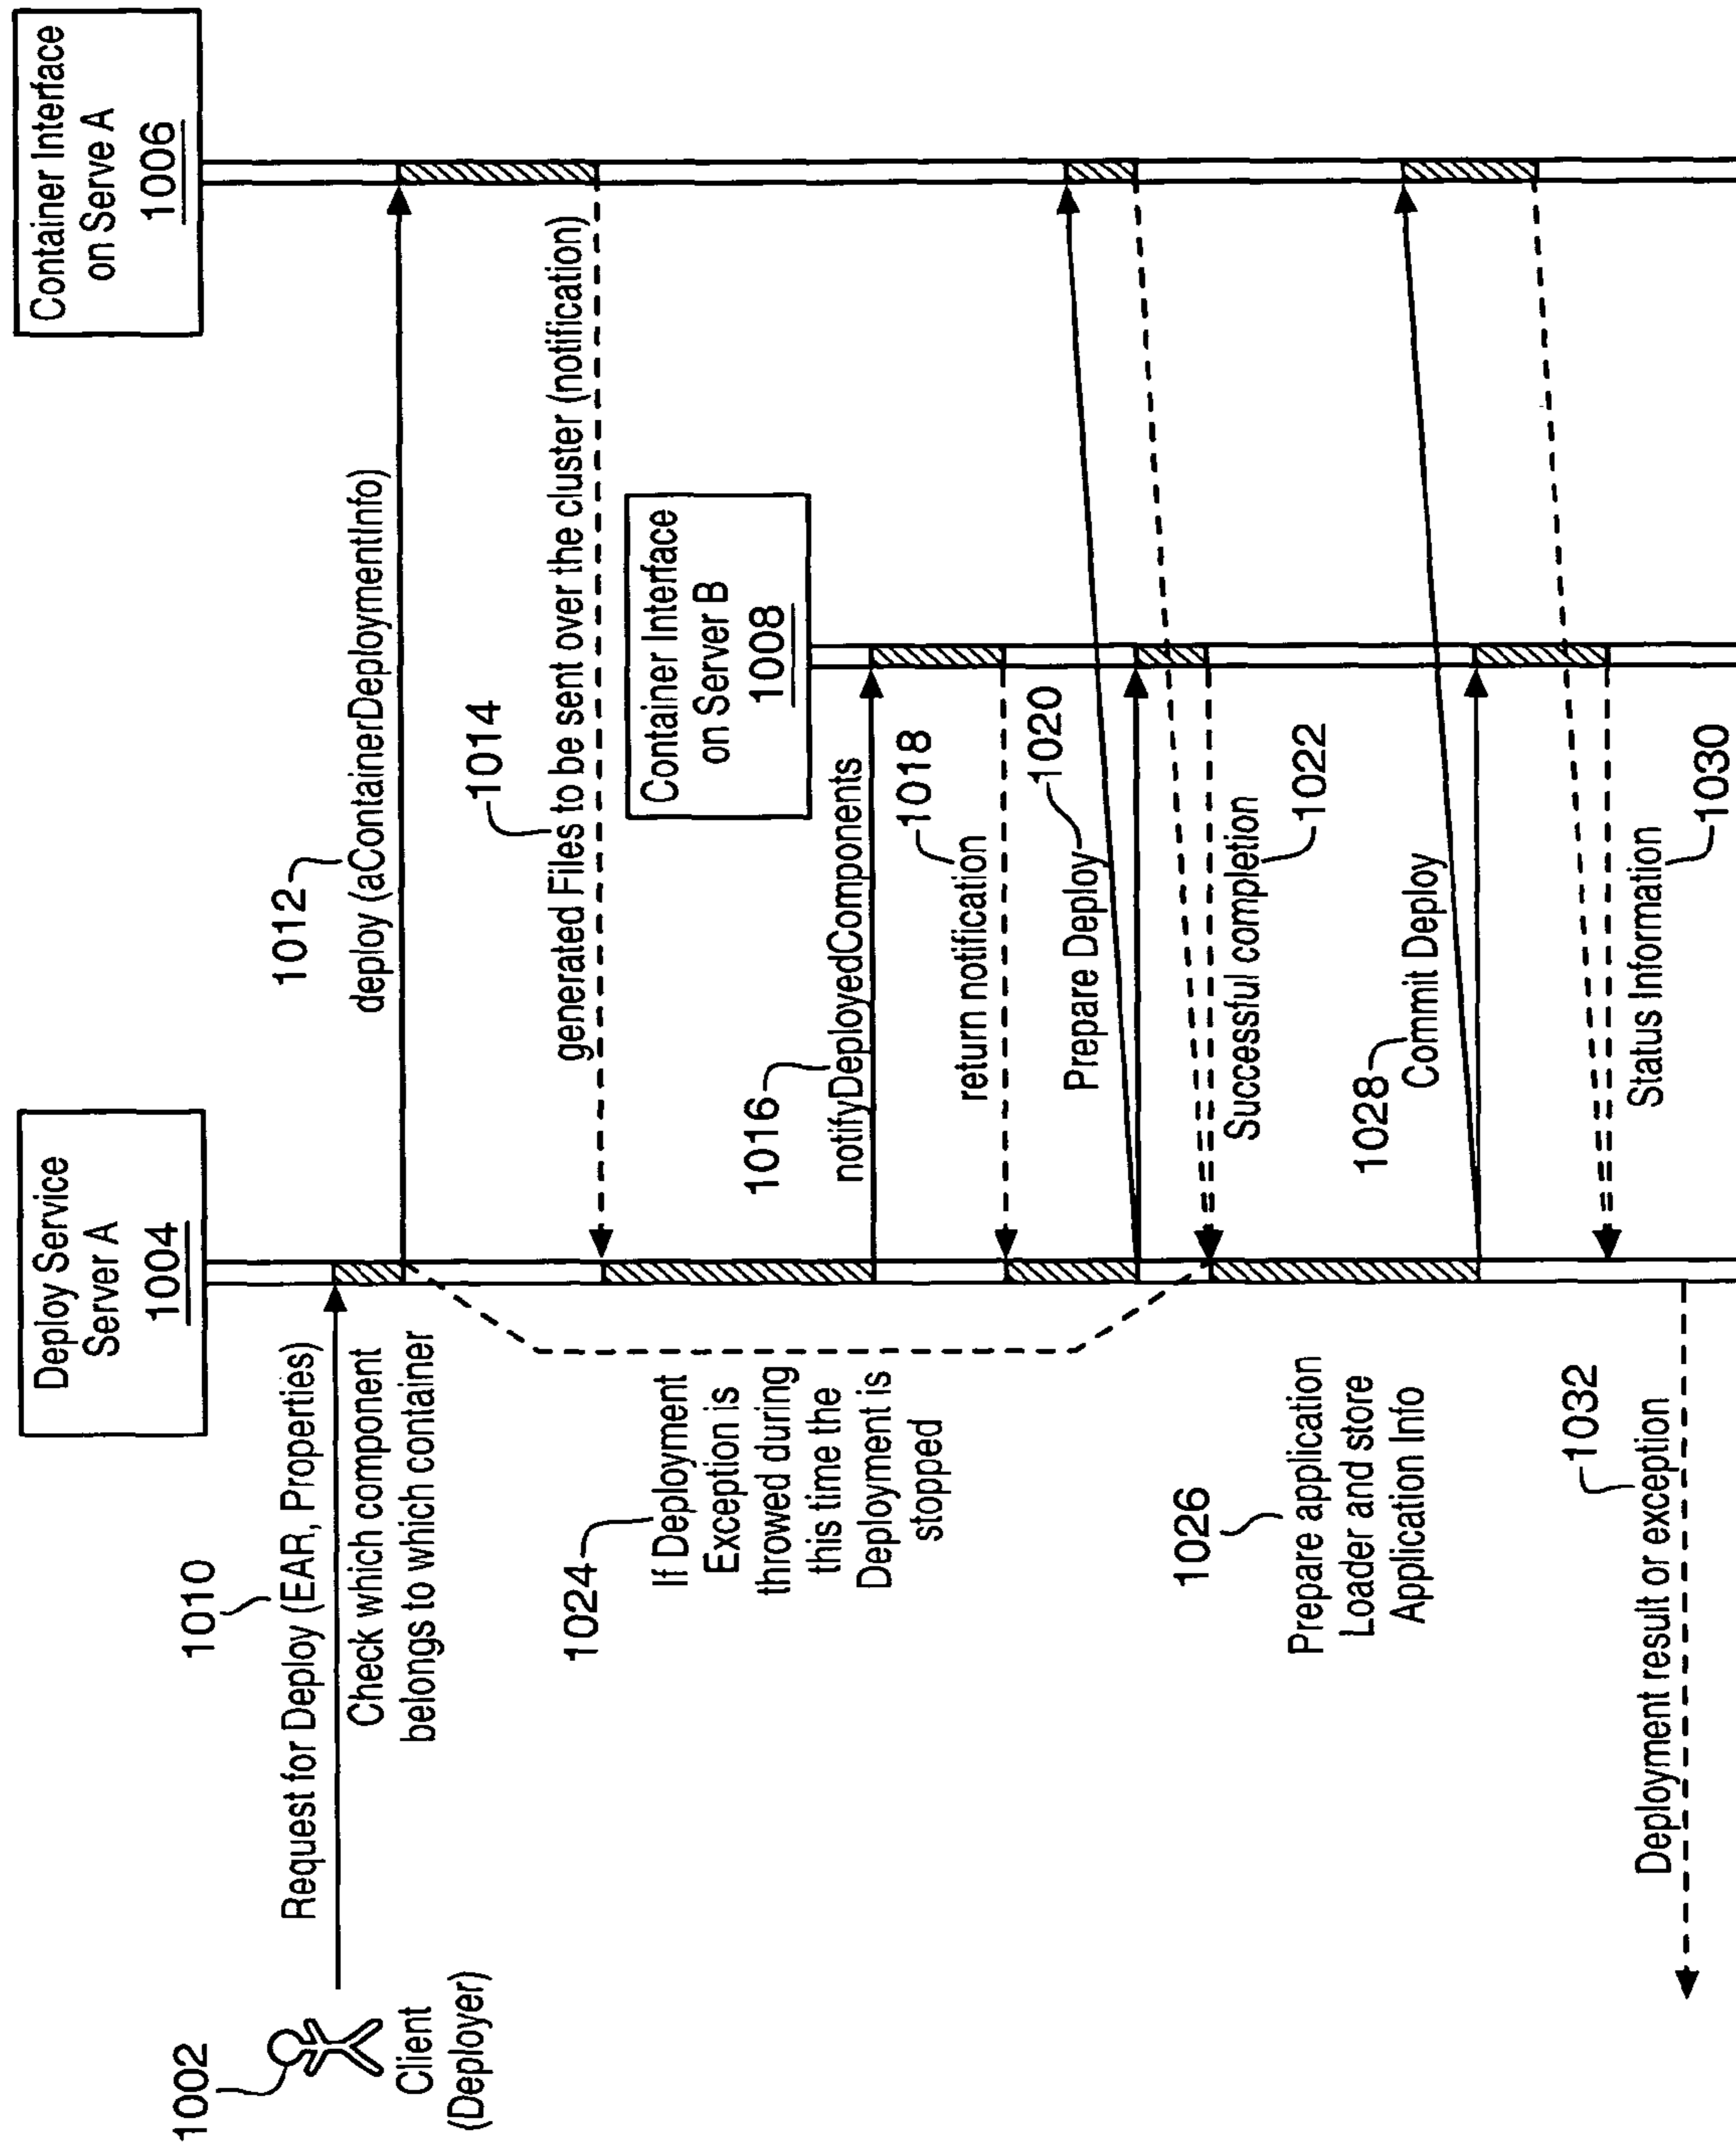 Container Interface
on Serve A
1006
Deploy Service
Server A
1004
1012
deploy (aContainerDeploymentInfo)
1010
Request for Deploy (EAR, Properties)
Check which component
belongs to which container
1002
Client
(Deployer)
1014
generated Files to be sent over the cluster (notification)
Container Interface
on Server B
1008
1016
notifyDeployedComponents
1018
return notification
1020
Prepare Deploy
1022
Successful completion
1024
If Deployment
Exception is
throwed during
this time the
Deployment is
stopped
1026
Prepare application
Loader and store
Application Info
1028
Commit Deploy
1030
Status Information
1032
Deployment result or exception